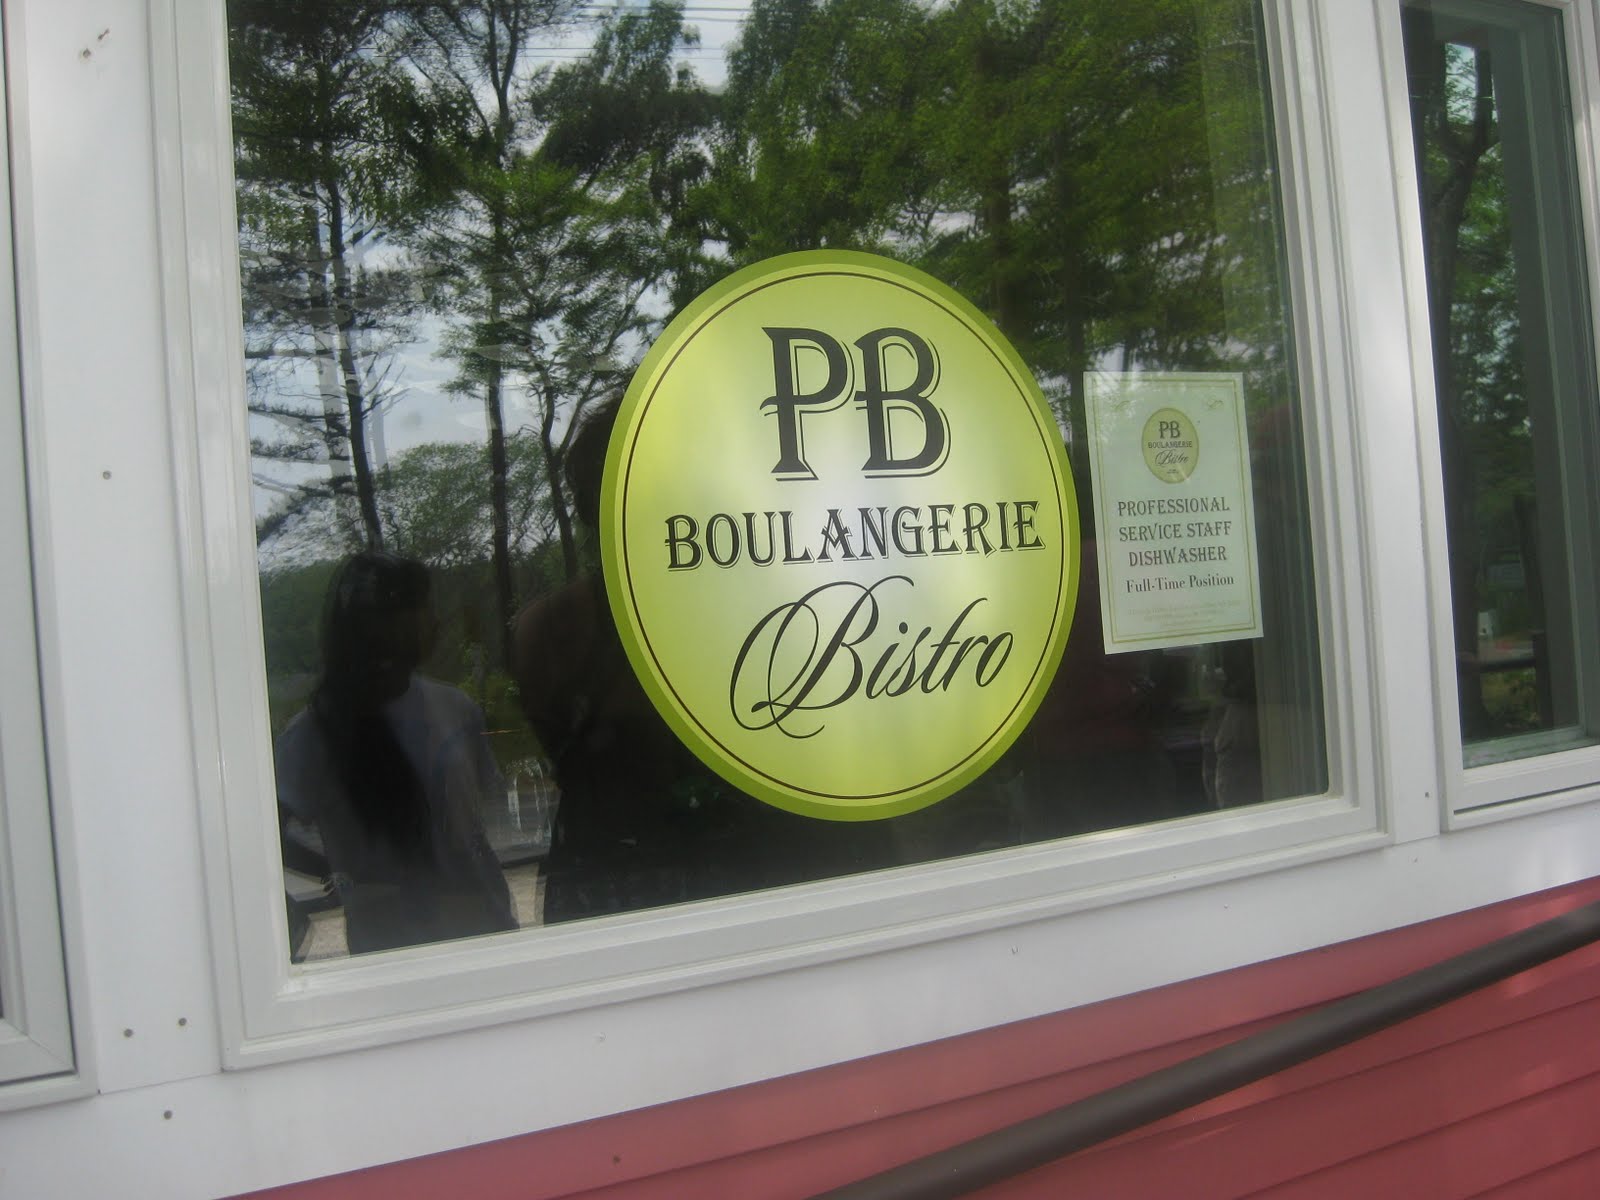 PB
BOULANGERIE
Bistro
PB
BOULANGERIE
Bistro
PROFESSIONAL
SERVICE STAFF
DISHWASHER
Full-Time Position